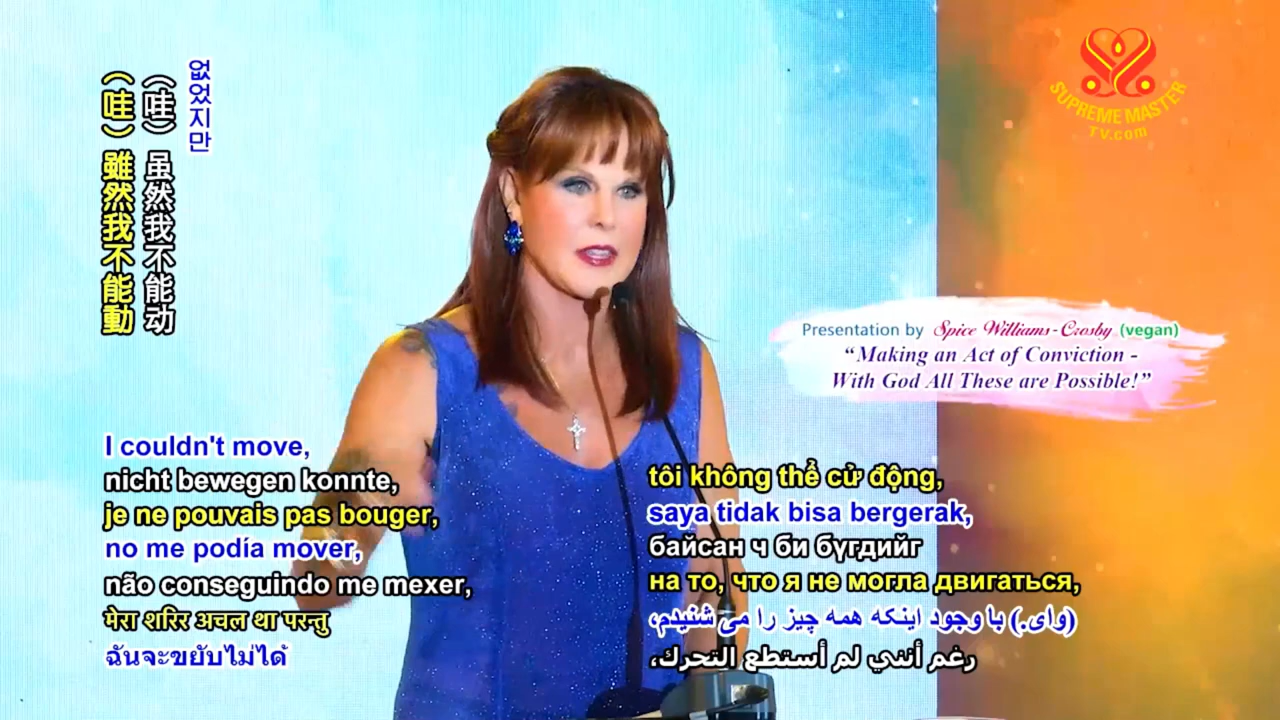 없었지만
（哇）虽然我不能动
（哇）雖然我不能動
SUPREME MASTER
TV.com
Presentation by Spice Williams-Crosby (vegan)
“Making an Act of Conviction -
With God All These are Possible!”
I couldn't move,
nicht bewegen konnte,
je ne pouvais pas bouger,
no me podía mover,
não conseguindo me mexer,
मेरा शरिर अचल था परन्तु
ฉันจะขยับไม่ได้
tôi không thể cử động,
saya tidak bisa bergerak,
байсан ч би бүгдийг
на то, что я не могла двигаться,
(وای.) با وجود اینکه همه چیز را می شنیدم،
رغم أنني لم أستطع التحرك،